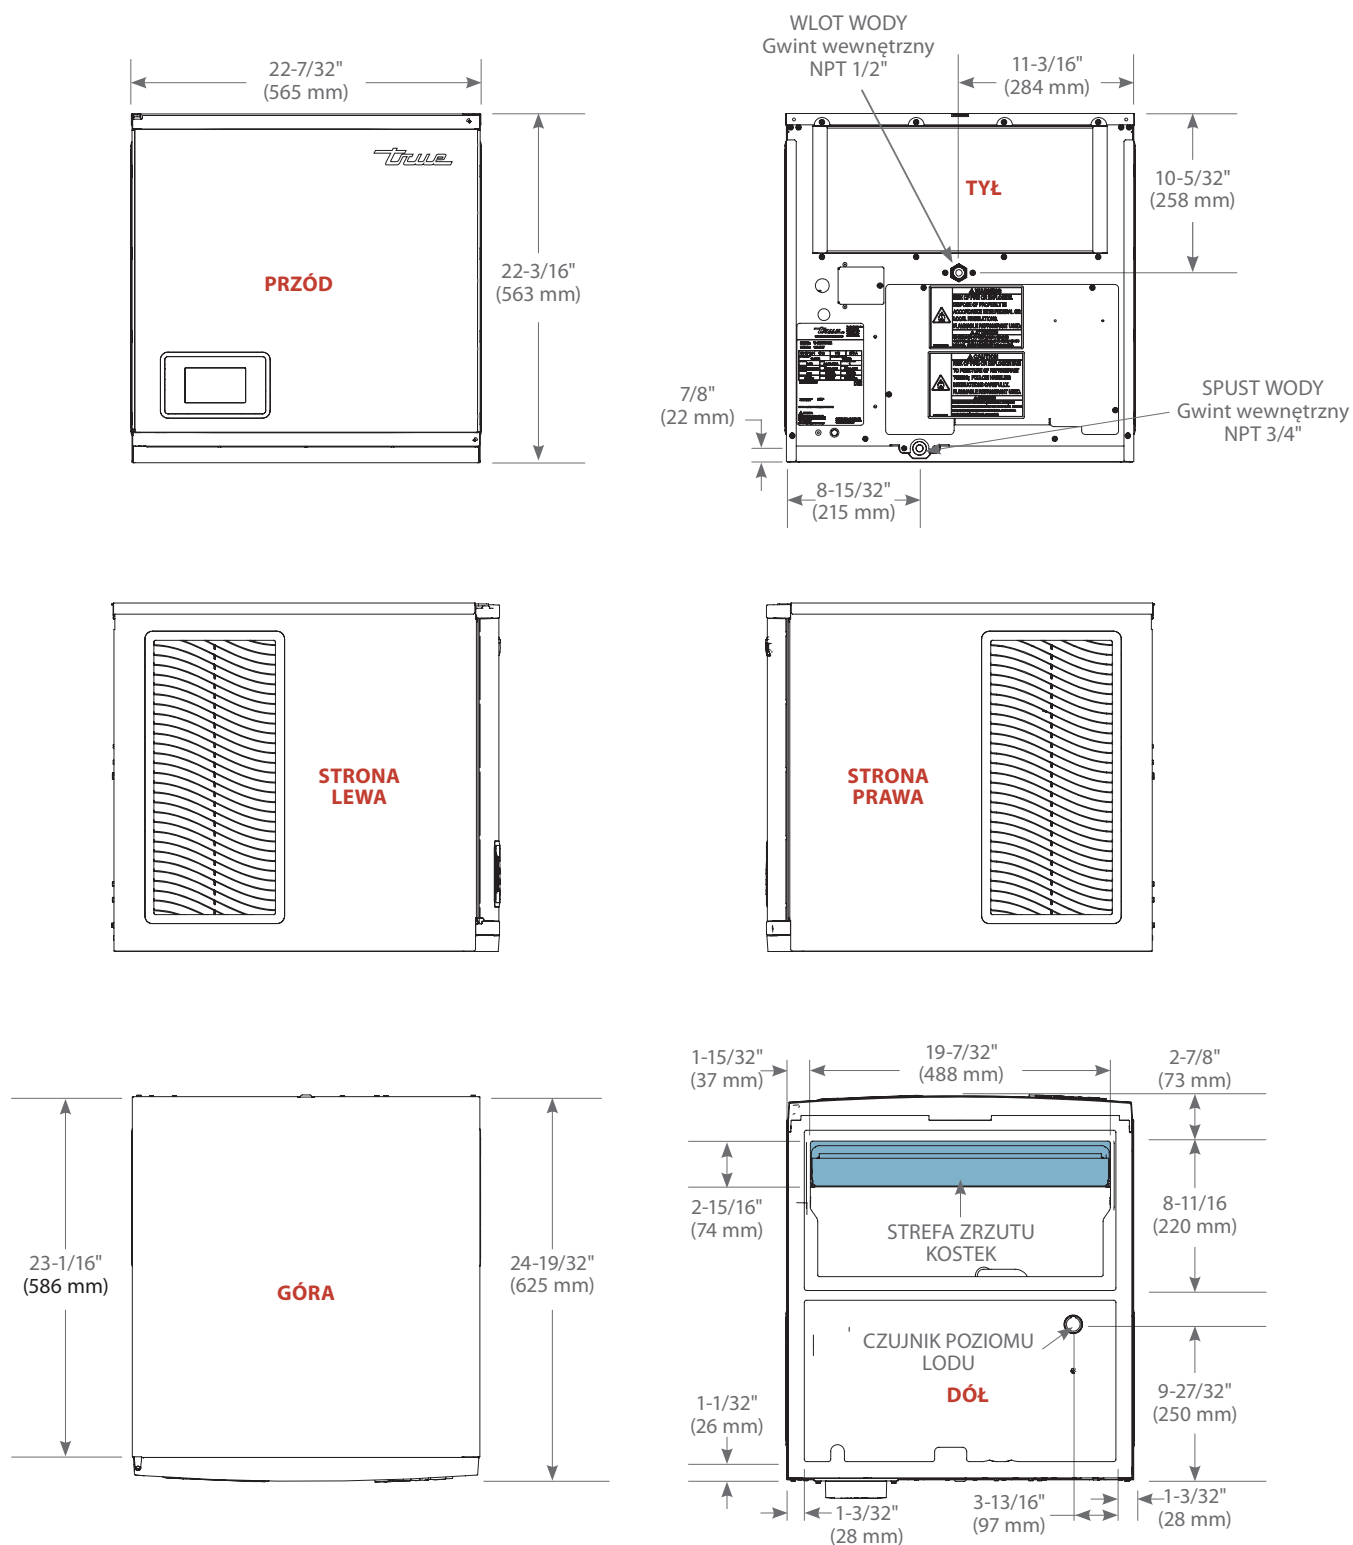 22-7/32"
(565 mm)
true
22-3/16"
(563 mm)
PRZÓD
WLOT WODY
Gwint wewnętrzny
NPT 1/2"
11-3/16"
(284 mm)
10-5/32"
(258 mm)
TYŁ
true
WARNING
CAUTION
7/8"
(22 mm)
8-15/32"
(215 mm)
SPUST WODY
Gwint wewnętrzny
NPT 3/4"
STRONA
LEWA
STRONA
PRAWA
23-1/16"
(586 mm)
GÓRA
24-19/32"
(625 mm)
1-15/32"
(37 mm)
19-7/32"
(488 mm)
2-7/8"
(73 mm)
2-15/16"
(74 mm)
STREFA ZRZUTU
KOSTEK
8-11/16
(220 mm)
CZUJNIK POZIOMU
LODU
DÓŁ
1-1/32"
(26 mm)
9-27/32"
(250 mm)
1-3/32"
(28 mm)
3-13/16"
(97 mm)
1-3/32"
(28 mm)